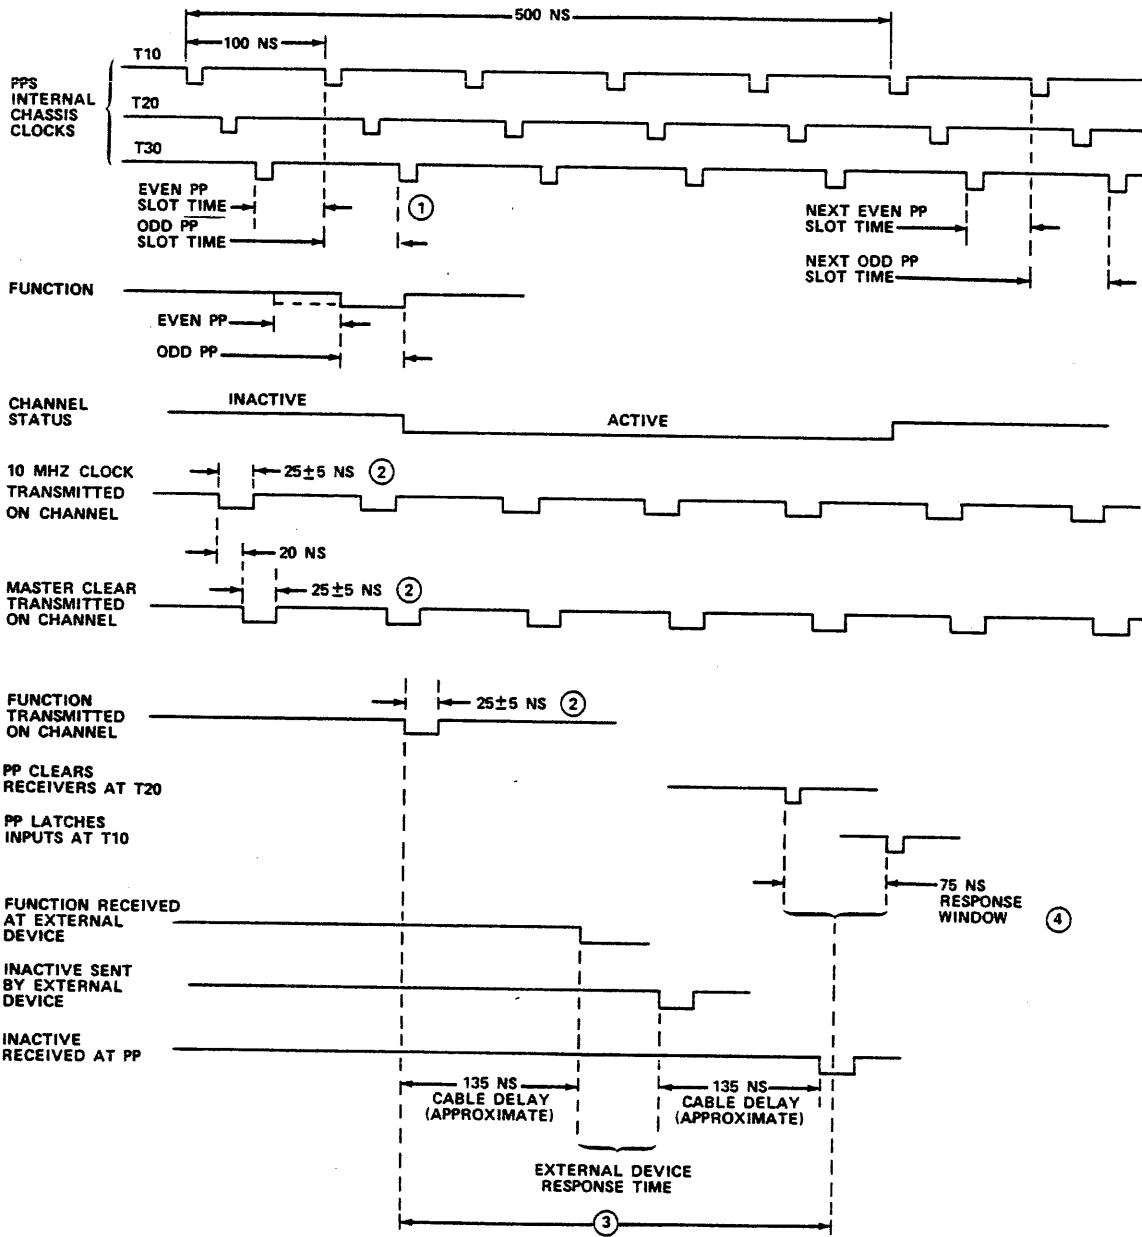 500 NS
100 NS
T10
PPS
INTERNAL
CHASSIS
CLOCKS
T20
T30
EVEN PP
SLOT TIME
1
ODD PP
SLOT TIME
NEXT EVEN PP
SLOT TIME
NEXT ODD PP
SLOT TIME
FUNCTION
EVEN PP
ODD PP
CHANNEL
STATUS
INACTIVE
ACTIVE
10 MHZ CLOCK
TRANSMITTED
ON CHANNEL
25±5 NS 2
20 NS
MASTER CLEAR
TRANSMITTED
ON CHANNEL
25±5 NS 2
FUNCTION
TRANSMITTED
ON CHANNEL
25±5 NS 2
PP CLEARS
RECEIVERS AT T20
PP LATCHES
INPUTS AT T10
75 NS
RESPONSE
WINDOW 4
FUNCTION RECEIVED
AT EXTERNAL
DEVICE
INACTIVE SENT
BY EXTERNAL
DEVICE
INACTIVE
RECEIVED AT PP
135 NS
CABLE DELAY
(APPROXIMATE)
135 NS
CABLE DELAY
(APPROXIMATE)
EXTERNAL DEVICE
RESPONSE TIME
3